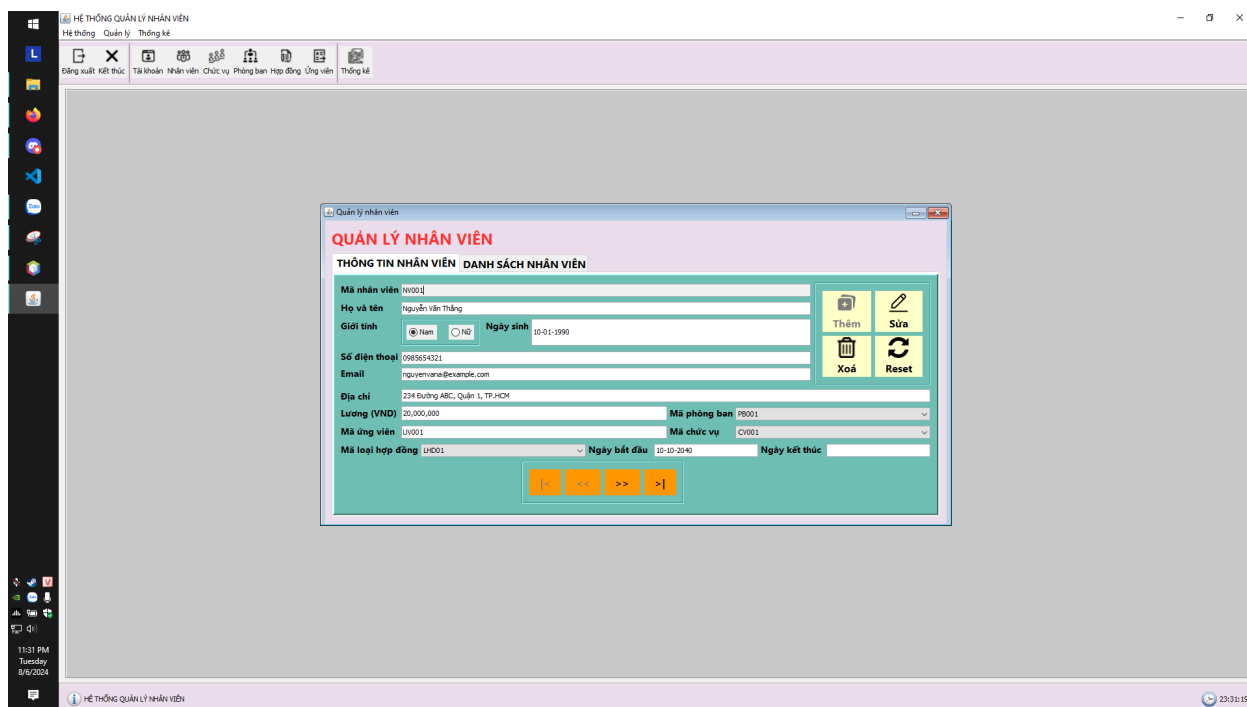 HỆ THỐNG QUẢN LÝ NHÂN VIÊN
Hệ thống Quản lý Thống kê
Đăng xuất Kết thúc Tài khoản Nhân viên Chức vụ Phòng ban Hợp đồng Ứng viên Thống kê
L
Zalo
Quản lý nhân viên
QUẢN LÝ NHÂN VIÊN
THÔNG TIN NHÂN VIÊN DANH SÁCH NHÂN VIÊN
Mã nhân viên NV001
Họ và tên Nguyễn Văn Thắng
Giới tính Nam Nữ Ngày sinh 10-01-1990
Số điện thoại 0985654321
Email nguyenvana@example.com
Địa chỉ 234 Đường ABC, Quận 1, TP.HCM
Lương (VND) 20,000,000 Mã phòng ban PB001
Mã ứng viên UV001 Mã chức vụ CV001
Mã loại hợp đồng LHD01 Ngày bắt đầu 10-10-2040 Ngày kết thúc
Thêm Sửa
Xoá Reset
|< << >> >|
11:31 PM
Tuesday
8/6/2024
HỆ THỐNG QUẢN LÝ NHÂN VIÊN
23:31:19